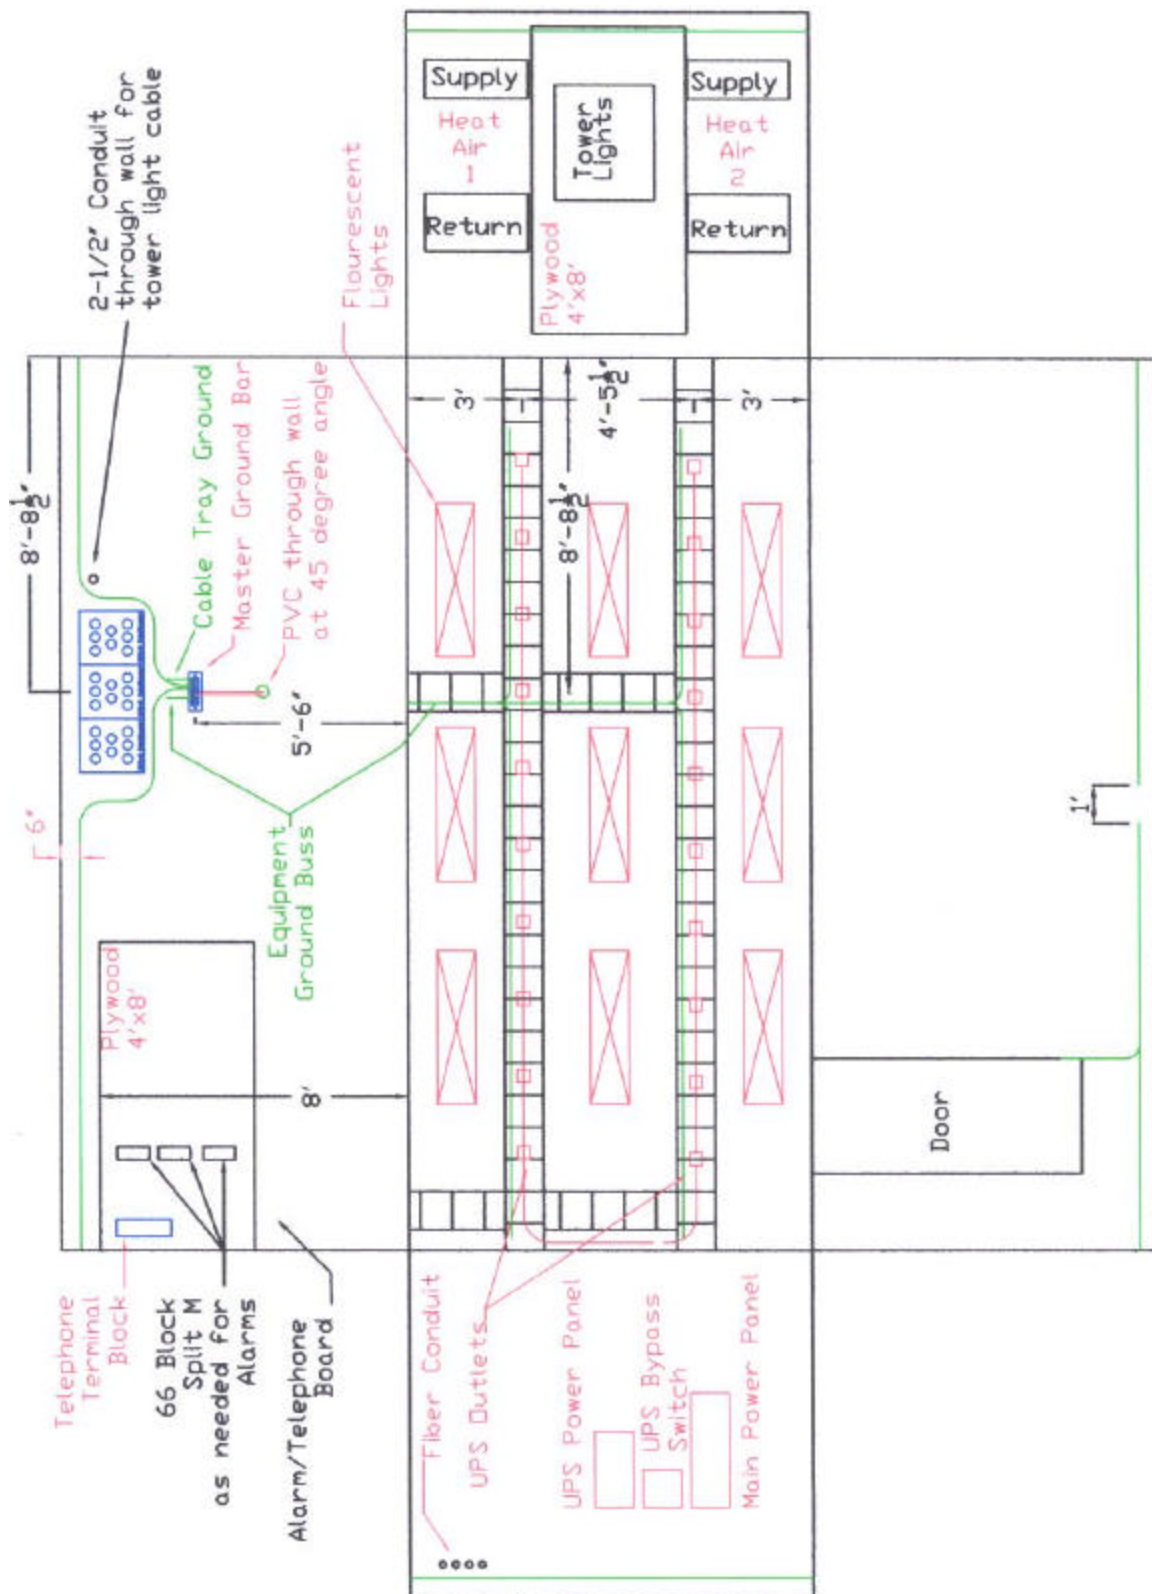 2-1/2" Conduit
through wall for
tower light cable
8'-8½"
Cable Tray Ground
Master Ground Bar
PVC through wall
at 45 degree angle
5'-6"
6"
Equipment
Ground Buss
Plywood
4'x8'
8'
Telephone
Terminal
Block
66 Block
Split M
as needed for
Alarms
Alarm/Telephone
Board
Supply
Heat
Air
1
Return
Tower
Lights
Plywood
4'x8'
Supply
Heat
Air
2
Return
Flourescent
Lights
3'
4'-5½"
3'
8'-8½"
1'
Door
Fiber Conduit
UPS Outlets
UPS Power Panel
UPS Bypass
Switch
Main Power Panel